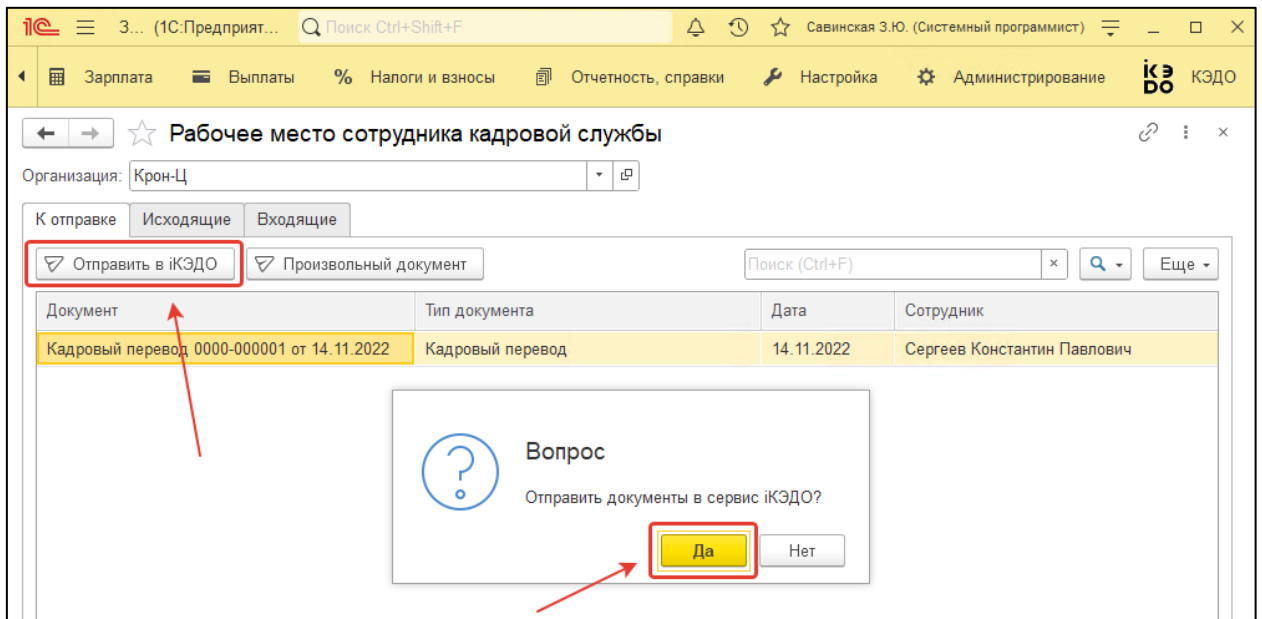 1С З... (1С:Предприят... Поиск Ctrl+Shift+F Савинская З.Ю. (Системный программист)
Зарплата Выплаты % Налоги и взносы Отчетность, справки Настройка Администрирование iКЭDO КЭДО
Рабочее место сотрудника кадровой службы
Организация: Крон-Ц
К отправке Исходящие Входящие
Отправить в iКЭДО Произвольный документ Поиск (Ctrl+F) Еще
Документ Тип документа Дата Сотрудник
Кадровый перевод 0000-000001 от 14.11.2022 Кадровый перевод 14.11.2022 Сергеев Константин Павлович
Вопрос
Отправить документы в сервис iКЭДО?
Да Нет